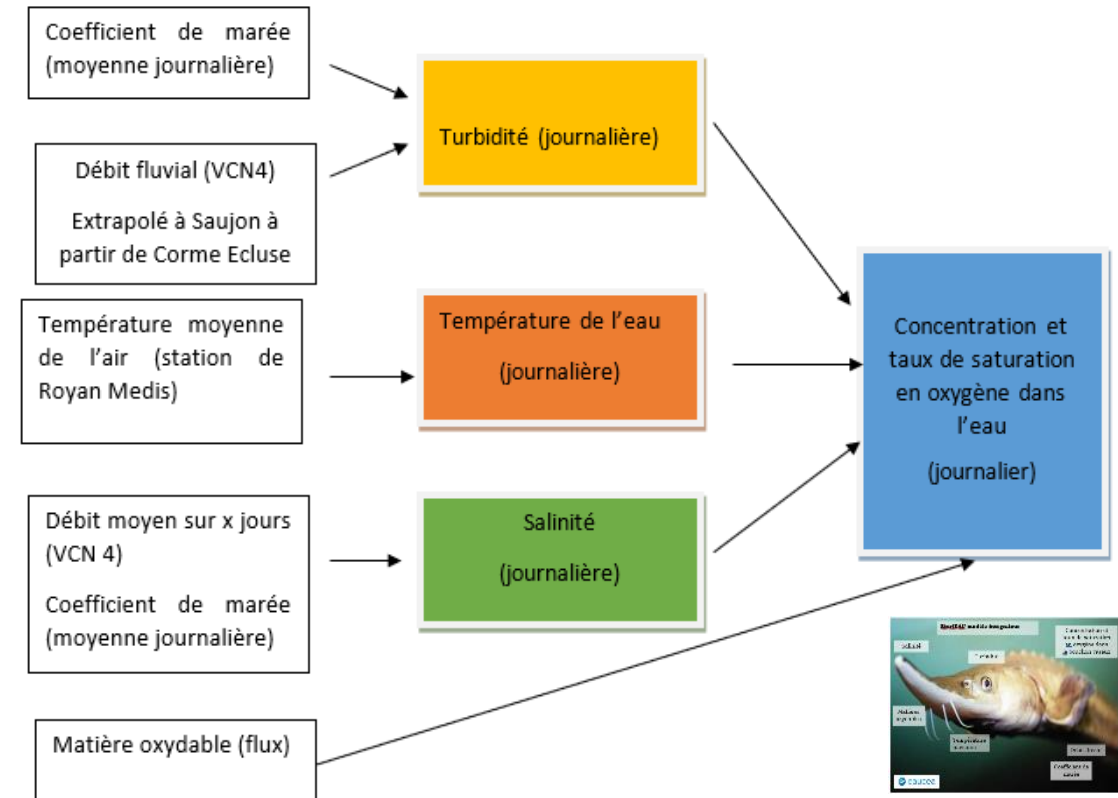 Coefficient de marée
(moyenne journalière)
Débit fluvial (VCN4)
Extrapolé à Saujon à
partir de Corme Ecluse
Température moyenne
de l'air (station de
Royan Medis)
Débit moyen sur x jours
(VCN 4)
Coefficient de marée
(moyenne journalière)
Matière oxydable (flux)
Turbidité (journalière)
Température de l'eau
(journalière)
Salinité
(journalière)
Concentration et
taux de saturation
en oxygène dans
l'eau
(journalier)
Coefficient de